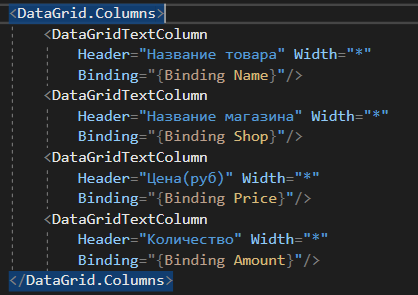 <DataGrid.Columns>
<DataGridTextColumn
Header="Название товара" Width="*"
Binding="{Binding Name}"/>
<DataGridTextColumn
Header="Название магазина" Width="*"
Binding="{Binding Shop}"/>
<DataGridTextColumn
Header="Цена(руб)" Width="*"
Binding="{Binding Price}"/>
<DataGridTextColumn
Header="Количество" Width="*"
Binding="{Binding Amount}"/>
</DataGrid.Columns>